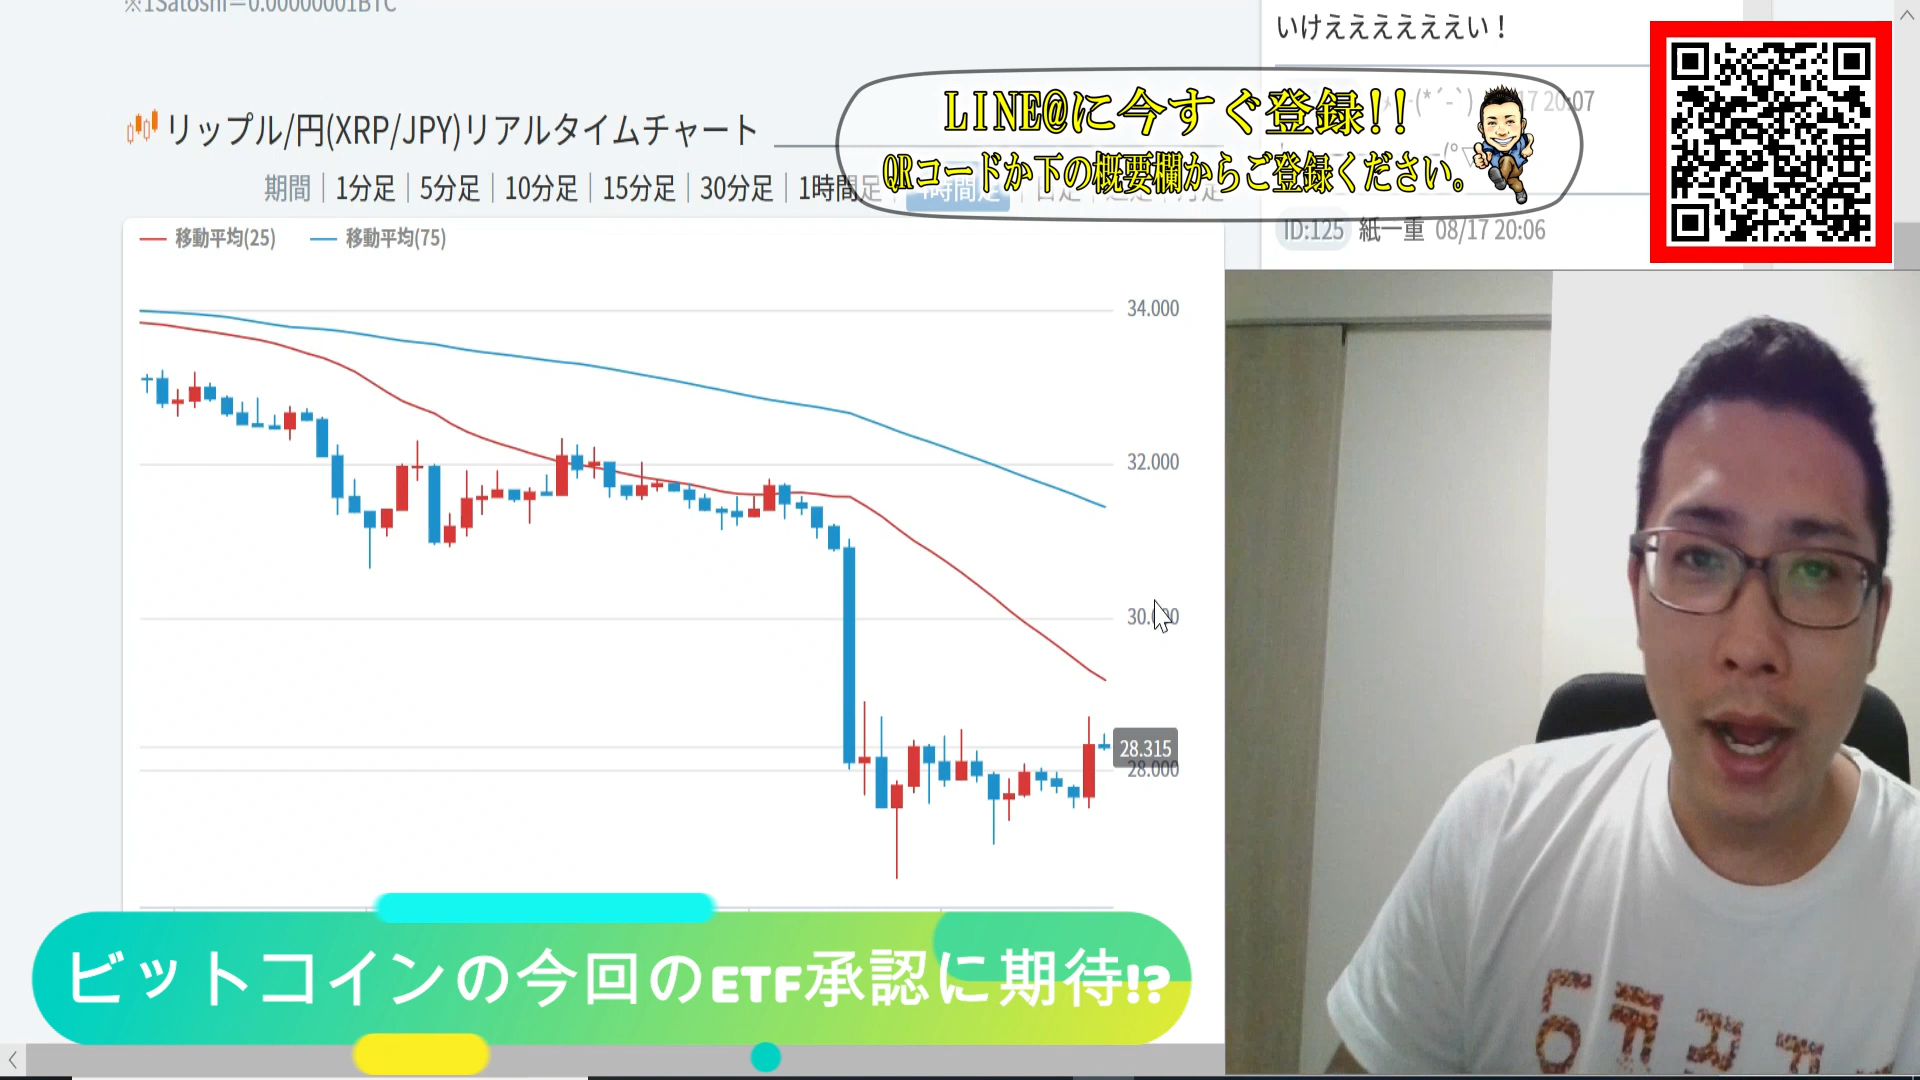 ※1Satoshi＝0.00000001BTC
いけええええええい！
LINE@に今すぐ登録!!
QRコードか下の概要欄からご登録ください。
20:07
リップル/円(XRP/JPY)リアルタイムチャート
期間 | 1分足 | 5分足 | 10分足 | 15分足 | 30分足 | 1時間足
ID:125 紙一重 08/17 20:06
移動平均(25) 移動平均(75)
34.000
32.000
28.315
28.000
ビットコインの今回のETF承認に期待!?